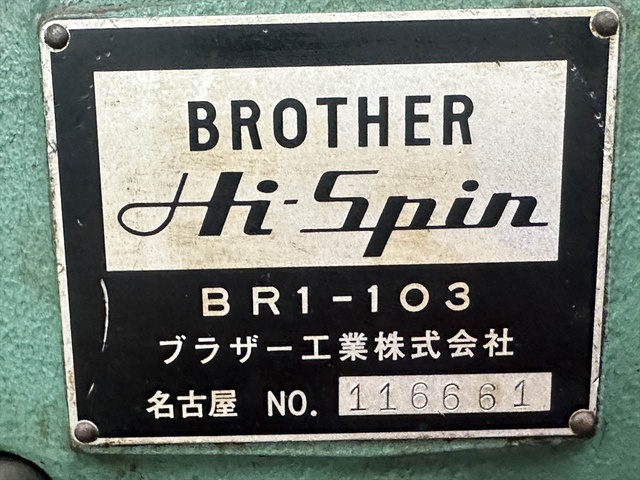 BROTHER
Hi-Spin
BR1-103
ブラザー工業株式会社
名古屋 NO. 116661